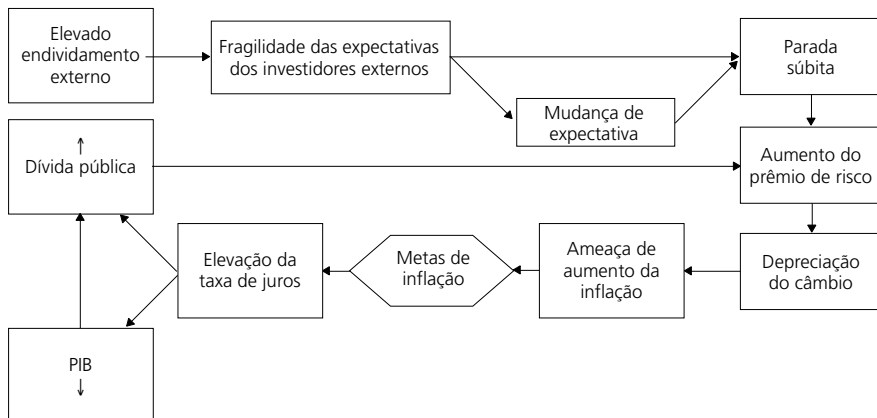 Elevado
endividamento
externo
Fragilidade das expectativas
dos investidores externos
Parada
súbita
Mudança de
expectativa
↑
Dívida pública
Aumento do
prêmio de risco
Elevação da
taxa de juros
Metas de
inflação
Ameaça de
aumento da
inflação
Depreciação
do câmbio
PIB
↓